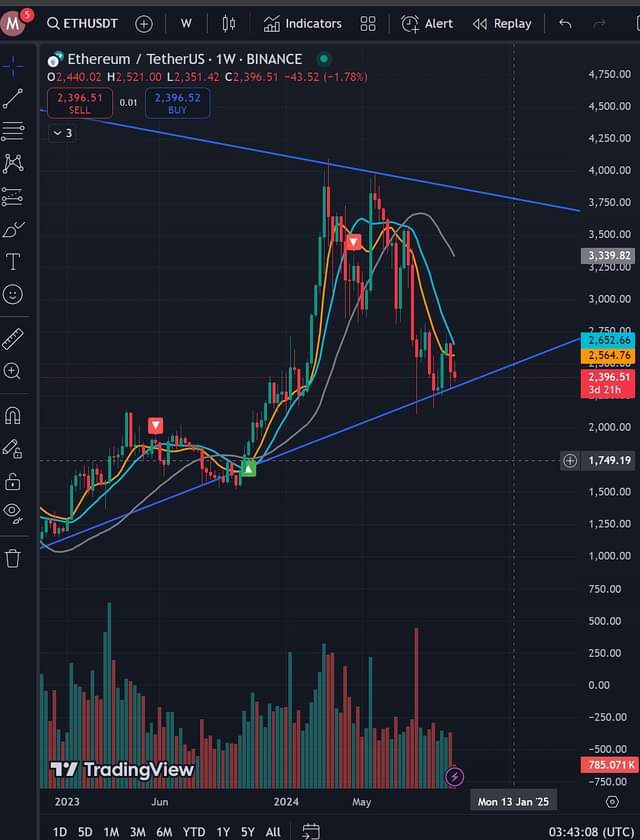 M
5
ETHUSDT
W
Indicators
Alert
Replay
Ethereum / TetherUS · 1W · BINANCE
O2,440.02 H2,521.00 L2,351.42 C2,396.51 −43.52 (−1.78%)
2,396.51
SELL
0.01
2,396.52
BUY
3
4,750.00
4,500.00
4,250.00
4,000.00
3,750.00
3,500.00
3,339.82
3,250.00
3,000.00
2,750.00
2,652.66
2,564.76
2,396.51
3d 21h
2,000.00
1,749.19
1,500.00
1,250.00
1,000.00
750.00
500.00
250.00
0.00
−250.00
−500.00
785.071 K
−750.00
TradingView
2023
Jun
2024
May
Mon 13 Jan '25
1D 5D 1M 3M 6M YTD 1Y 5Y All
03:43:08 (UTC)